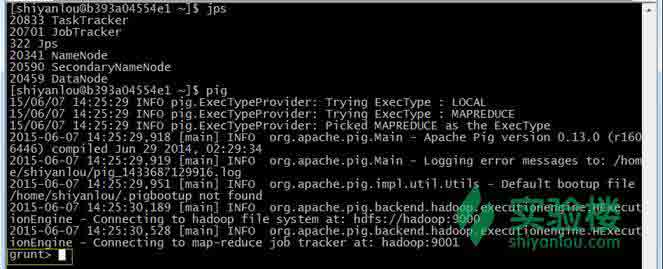 [shiyanlou@b393a04554e1 ~]$ jps
20833 TaskTracker
20701 JobTracker
322 Jps
20341 NameNode
20590 SecondaryNameNode
20459 DataNode
[shiyanlou@b393a04554e1 ~]$ pig
15/06/07 14:25:29 INFO pig.ExecTypeProvider: Trying ExecType : LOCAL
15/06/07 14:25:29 INFO pig.ExecTypeProvider: Trying ExecType : MAPREDUCE
15/06/07 14:25:29 INFO pig.ExecTypeProvider: Picked MAPREDUCE as the ExecType
2015-06-07 14:25:29,918 [main] INFO  org.apache.pig.Main - Apache Pig version 0.13.0 (r160
6446) compiled Jun 29 2014, 02:29:34
2015-06-07 14:25:29,919 [main] INFO  org.apache.pig.Main - Logging error messages to: /hom
e/shiyanlou/pig_1433687129916.log
2015-06-07 14:25:29,951 [main] INFO  org.apache.pig.impl.util.Utils - Default bootup file
/home/shiyanlou/.pigbootup not found
2015-06-07 14:25:30,189 [main] INFO  org.apache.pig.backend.hadoop.executionengine.HExecut
ionEngine - Connecting to hadoop file system at: hdfs://hadoop:9000
2015-06-07 14:25:30,528 [main] INFO  org.apache.pig.backend.hadoop.executionengine.HExecut
ionEngine - Connecting to map-reduce job tracker at: hadoop:9001
grunt>
实验楼
shiyanlou.com